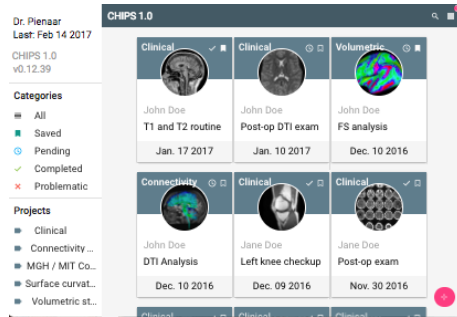 Dr. Pienaar
Last: Feb 14 2017
CHIPS 1.0
v0.12.39
Categories
All
Saved
Pending
Completed
Problematic
Projects
Clinical
Connectivity ...
MGH / MIT Co...
Surface curvat...
Volumetric st...
CHIPS 1.0
Clinical
John Doe
T1 and T2 routine
Jan. 17 2017
Clinical
John Doe
Post-op DTI exam
Jan. 10 2017
Volumetric
John Doe
FS analysis
Dec. 10 2016
Connectivity
John Doe
DTI Analysis
Dec. 10 2016
Clinical
Jane Doe
Left knee checkup
Dec. 09 2016
Clinical
Jane Doe
Post-op exam
Nov. 30 2016
Clinical
Clinical
Clinical